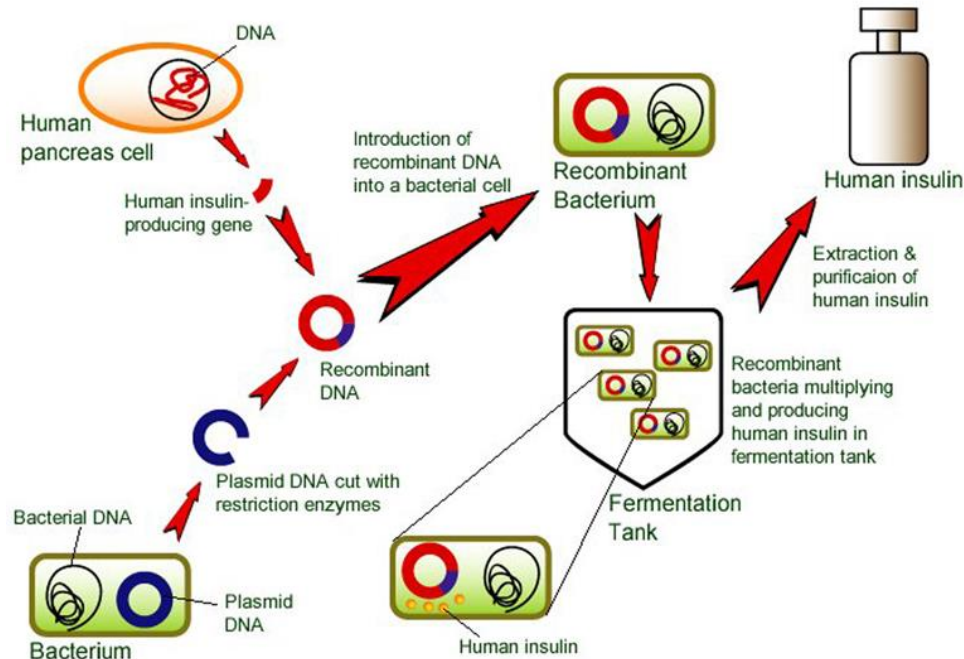 DNA
Human
pancreas cell
Human insulin-
producing gene
Introduction of
recombinant DNA
into a bacterial cell
Recombinant
Bacterium
Human insulin
Extraction &
purificaion of
human insulin
Recombinant
DNA
Plasmid DNA cut with
restriction enzymes
Recombinant
bacteria multiplying
and producing
human insulin in
fermentation tank
Fermentation
Tank
Bacterial DNA
Plasmid
DNA
Bacterium
Human insulin